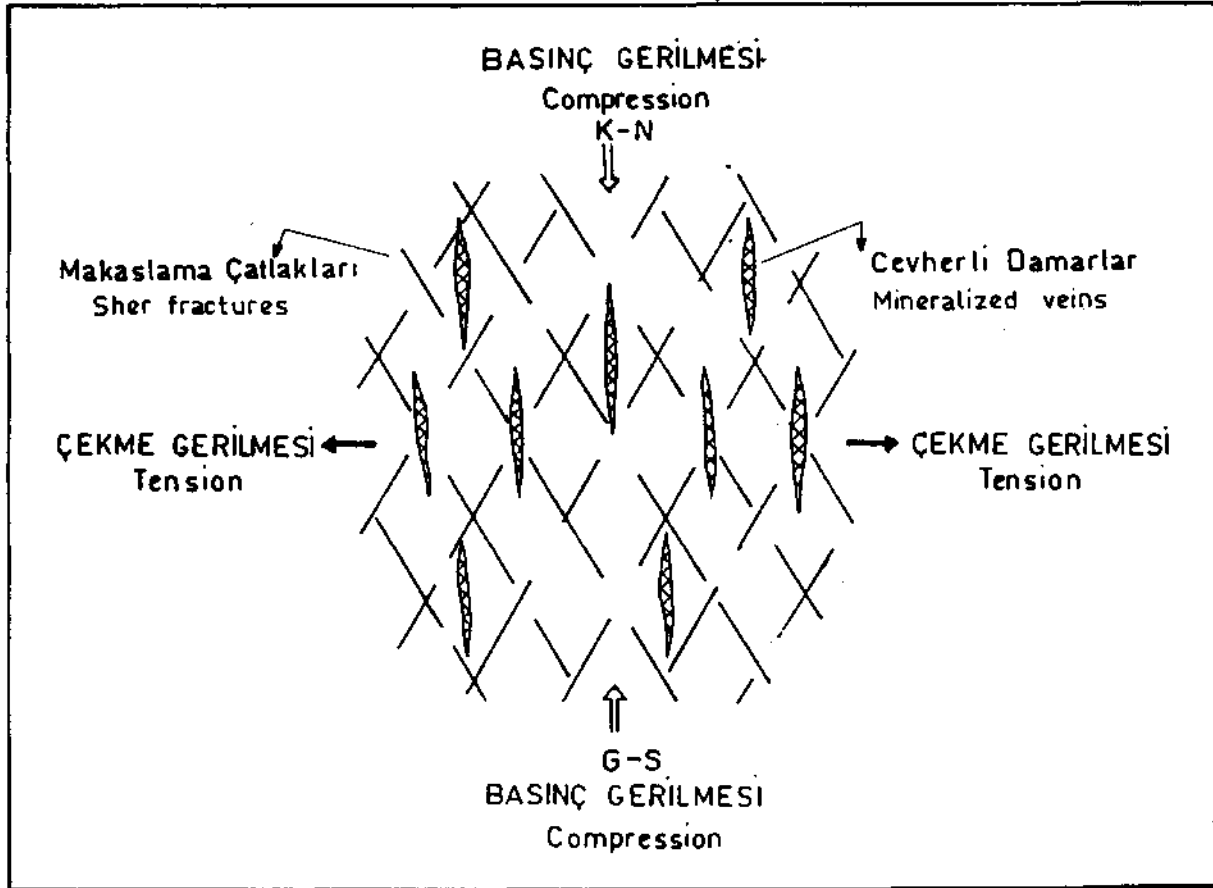 BASINÇ GERİLMESİ
Compression
K-N
Makaslama Çatlakları
Sher fractures
Cevherli Damarlar
Mineralized veins
ÇEKME GERİLMESİ
Tension
ÇEKME GERİLMESİ
Tension
G-S
BASINÇ GERİLMESİ
Compression